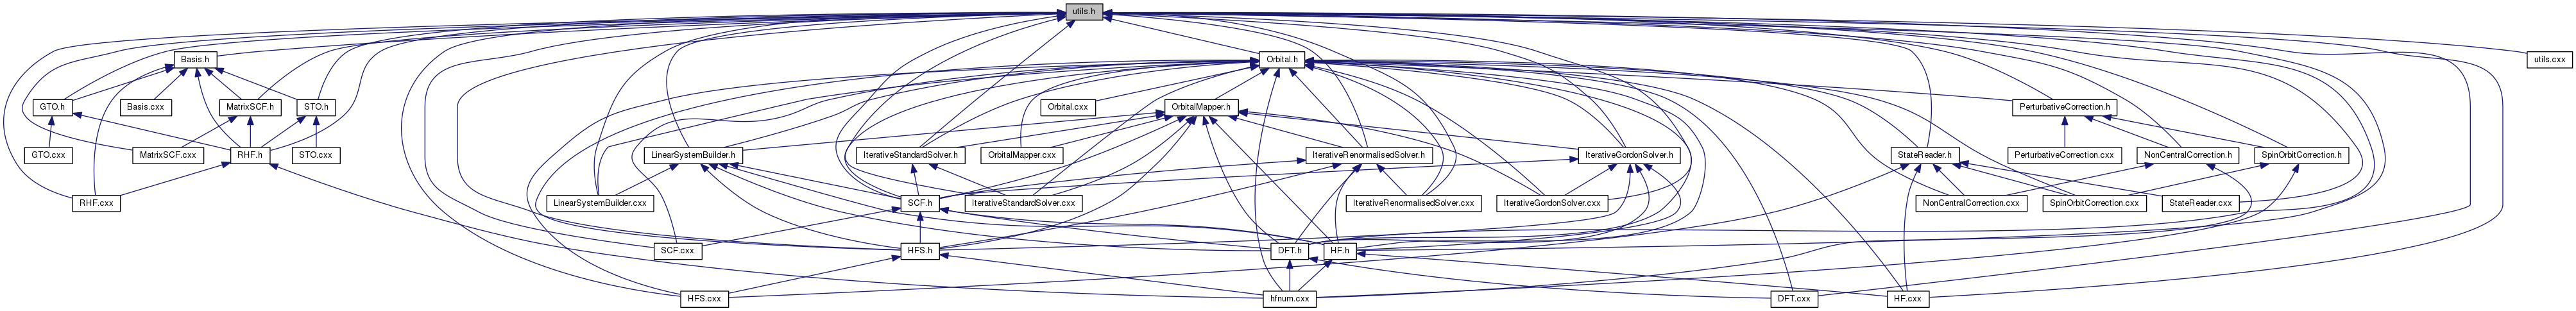 utils.h
Basis.h
Orbital.h
utils.cxx
GTO.h
Basis.cxx
MatrixSCF.h
STO.h
Orbital.cxx
OrbitalMapper.h
PerturbativeCorrection.h
GTO.cxx
MatrixSCF.cxx
RHF.h
STO.cxx
LinearSystemBuilder.h
IterativeStandardSolver.h
OrbitalMapper.cxx
IterativeRenormalisedSolver.h
IterativeGordonSolver.h
StateReader.h
PerturbativeCorrection.cxx
NonCentralCorrection.h
SpinOrbitCorrection.h
RHF.cxx
LinearSystemBuilder.cxx
SCF.h
IterativeStandardSolver.cxx
IterativeRenormalisedSolver.cxx
IterativeGordonSolver.cxx
NonCentralCorrection.cxx
SpinOrbitCorrection.cxx
StateReader.cxx
SCF.cxx
HFS.h
DFT.h
HF.h
HFS.cxx
hfnum.cxx
DFT.cxx
HF.cxx